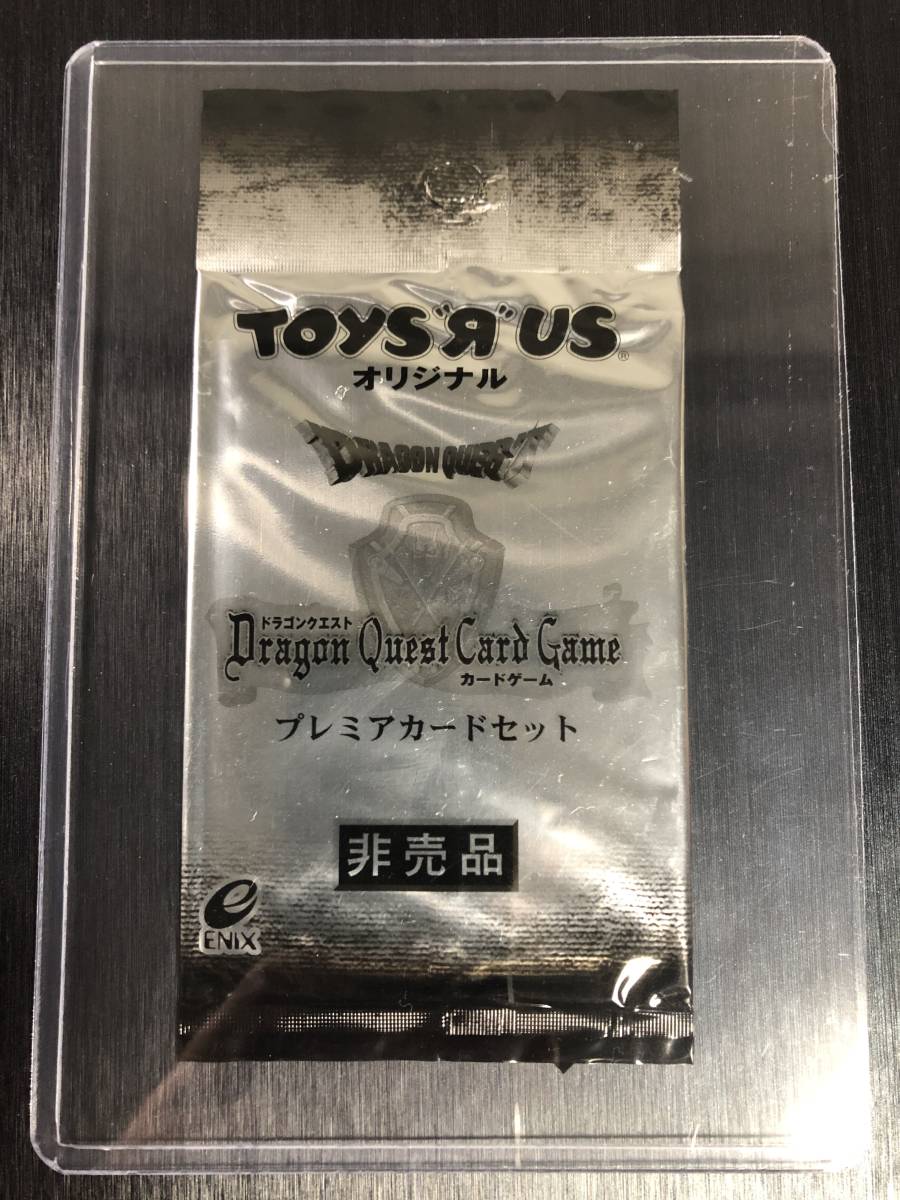 TOYS"Я"US®
オリジナル
DRAGON QUEST
ドラゴンクエスト
Dragon Quest Card Game
カードゲーム
プレミアカードセット
非売品
ENIX